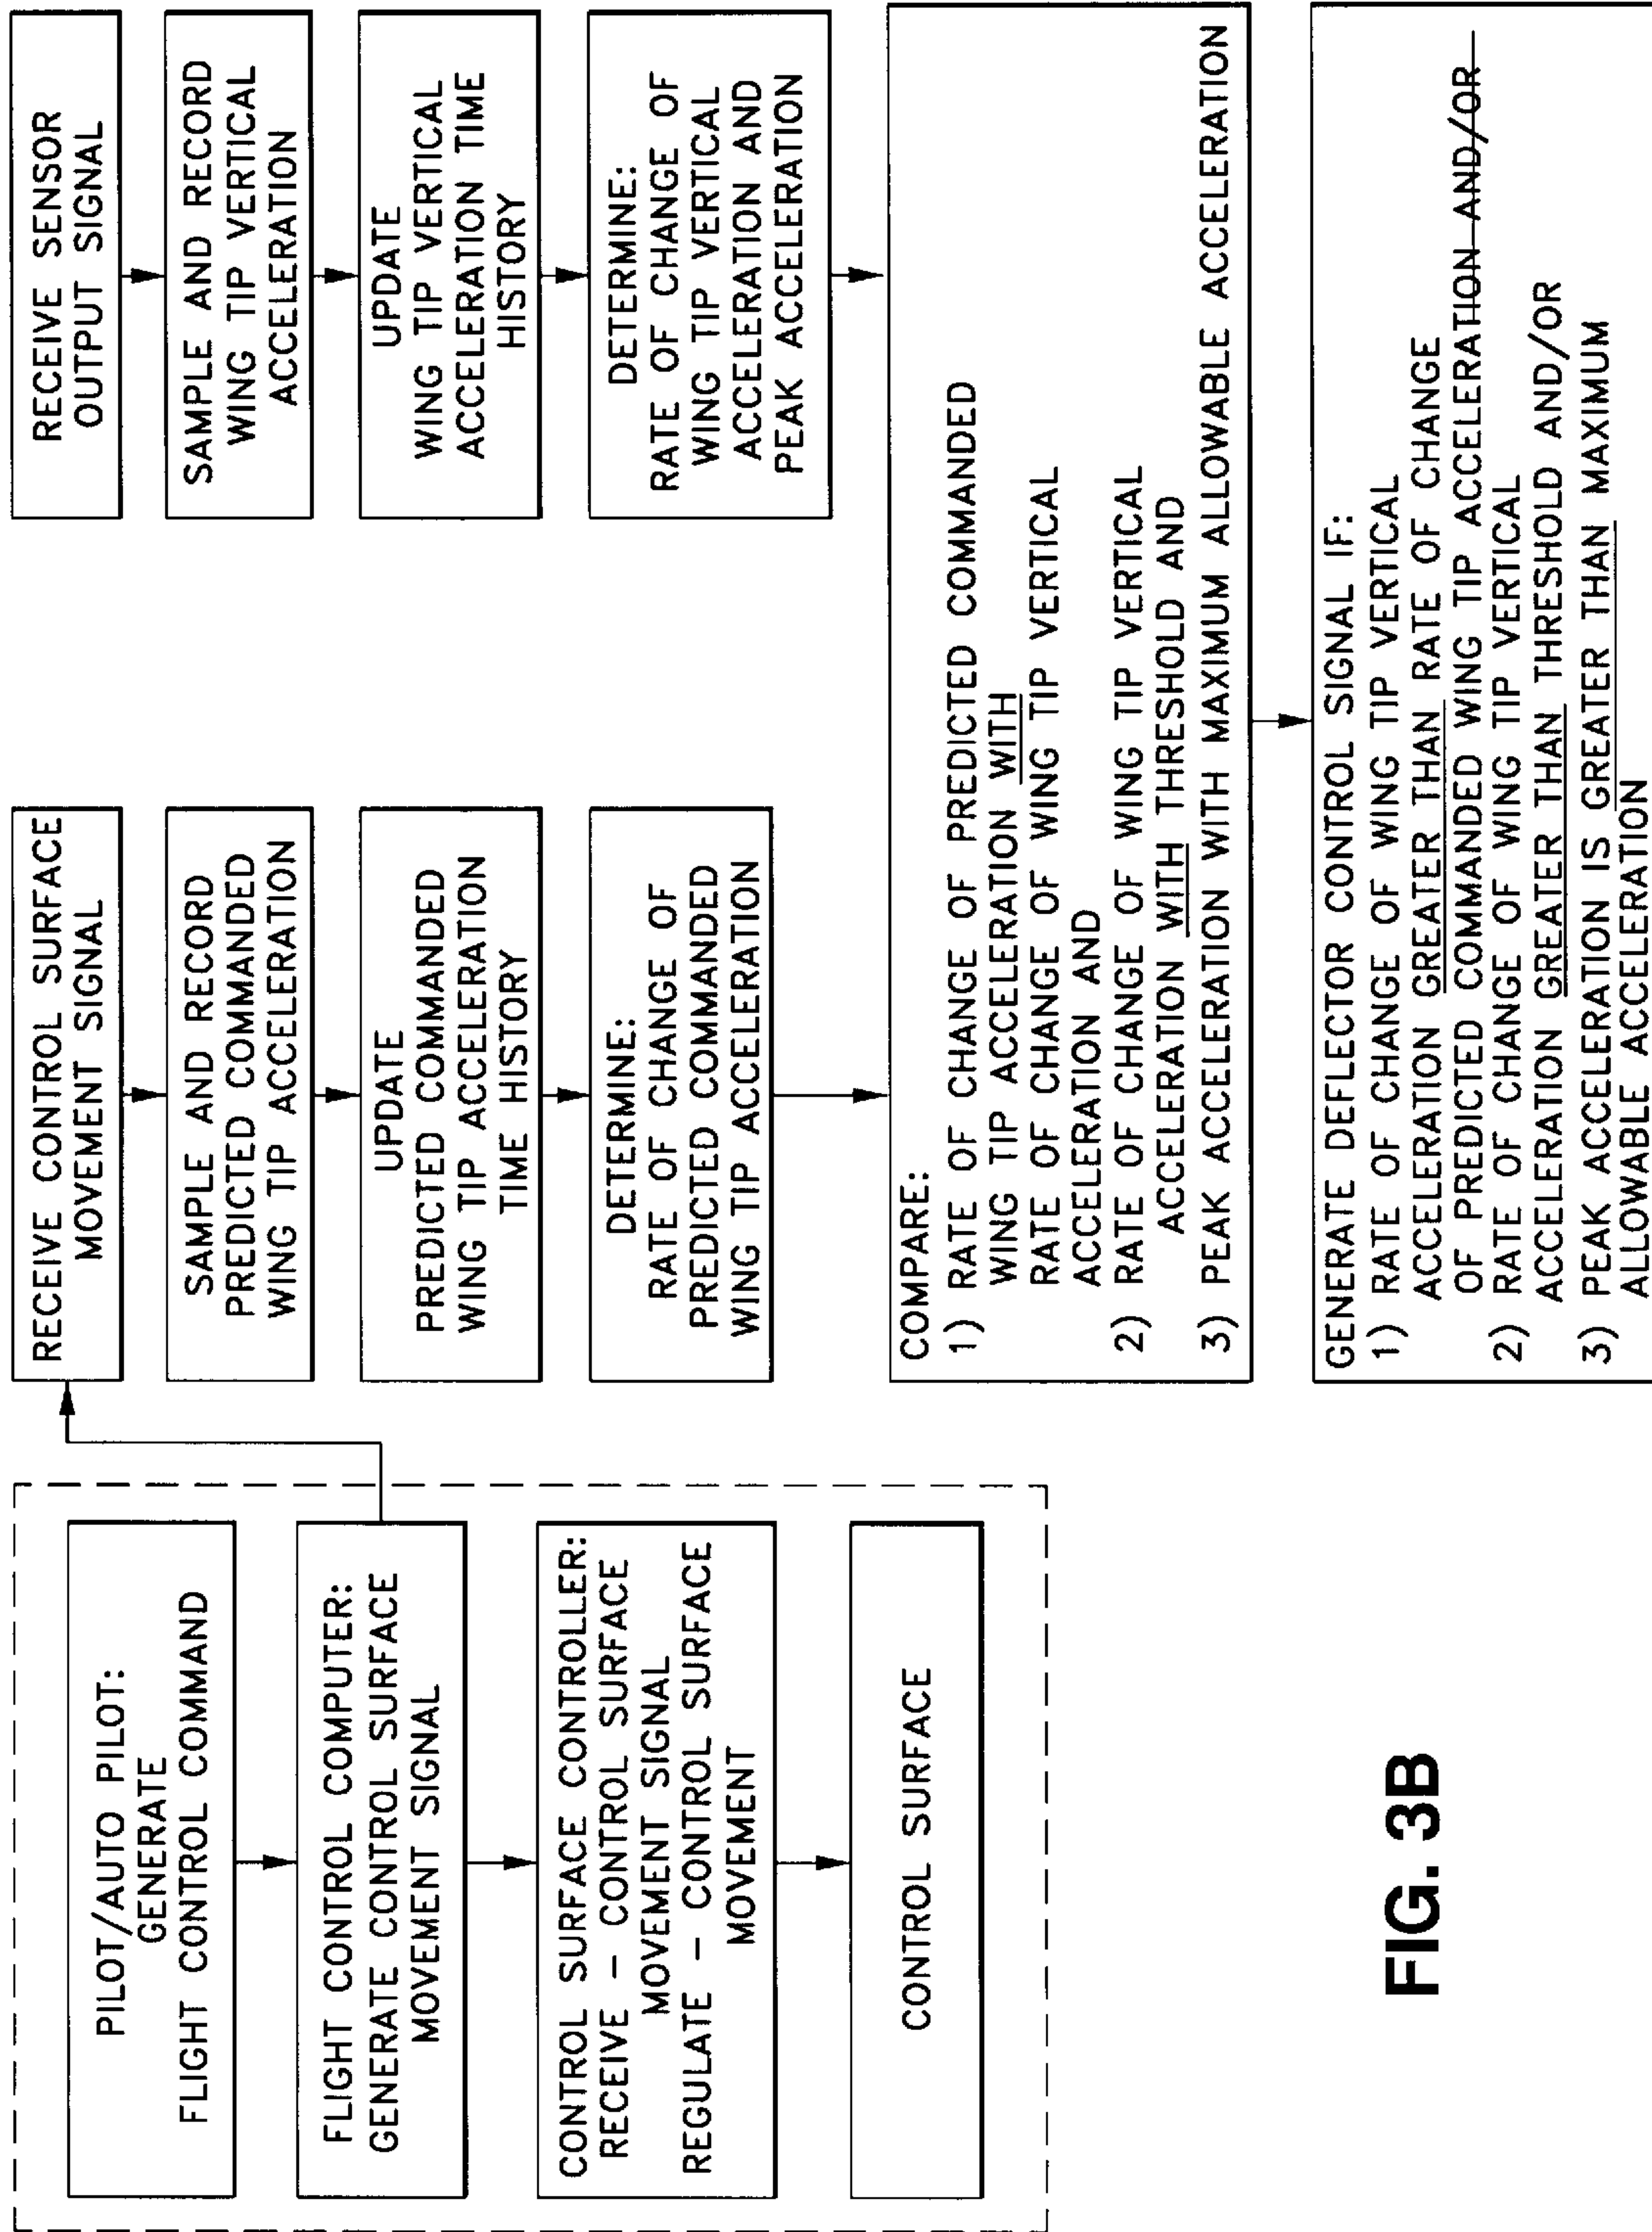 PILOT/AUTO PILOT:
GENERATE
FLIGHT CONTROL COMMAND
FLIGHT CONTROL COMPUTER:
GENERATE CONTROL SURFACE
MOVEMENT SIGNAL
CONTROL SURFACE CONTROLLER:
RECEIVE – CONTROL SURFACE
MOVEMENT SIGNAL
REGULATE – CONTROL SURFACE
MOVEMENT
CONTROL SURFACE
RECEIVE CONTROL SURFACE
MOVEMENT SIGNAL
SAMPLE AND RECORD
PREDICTED COMMANDED
WING TIP ACCELERATION
UPDATE
PREDICTED COMMANDED
WING TIP ACCELERATION
TIME HISTORY
DETERMINE:
RATE OF CHANGE OF
PREDICTED COMMANDED
WING TIP ACCELERATION
RECEIVE SENSOR
OUTPUT SIGNAL
SAMPLE AND RECORD
WING TIP VERTICAL
ACCELERATION
UPDATE
WING TIP VERTICAL
ACCELERATION TIME
HISTORY
DETERMINE:
RATE OF CHANGE OF
WING TIP VERTICAL
ACCELERATION AND
PEAK ACCELERATION
COMPARE:
1) RATE OF CHANGE OF PREDICTED COMMANDED
WING TIP ACCELERATION WITH
RATE OF CHANGE OF WING TIP VERTICAL
ACCELERATION AND
2) RATE OF CHANGE OF WING TIP VERTICAL
ACCELERATION WITH THRESHOLD AND
3) PEAK ACCELERATION WITH MAXIMUM ALLOWABLE ACCELERATION
GENERATE DEFLECTOR CONTROL SIGNAL IF:
1) RATE OF CHANGE OF WING TIP VERTICAL
ACCELERATION GREATER THAN RATE OF CHANGE
OF PREDICTED COMMANDED WING TIP ACCELERATION AND/OR
2) RATE OF CHANGE OF WING TIP VERTICAL
ACCELERATION GREATER THAN THRESHOLD AND/OR
3) PEAK ACCELERATION IS GREATER THAN MAXIMUM
ALLOWABLE ACCELERATION
FIG. 3B